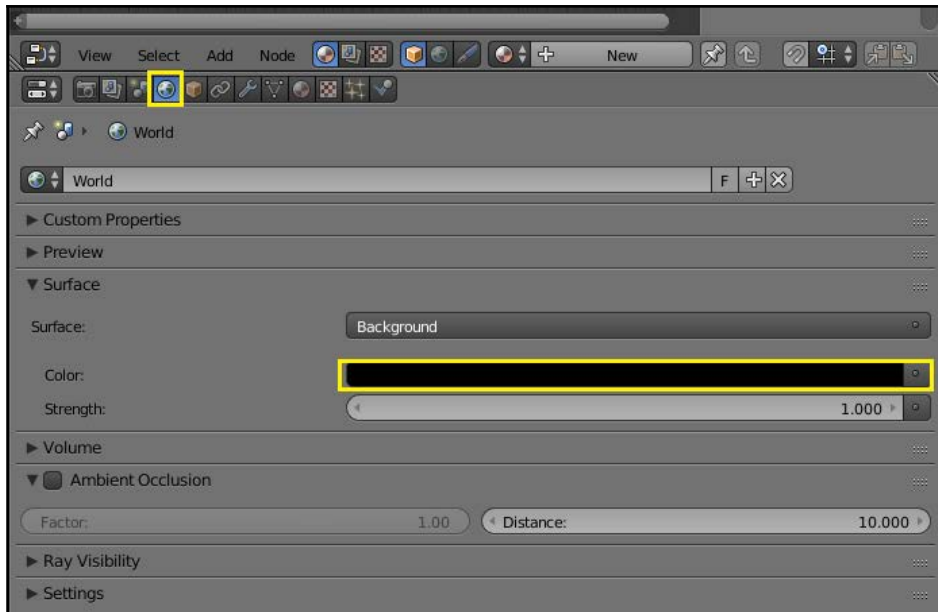 View Select Add Node New
World
World F
Custom Properties
Preview
Surface
Surface: Background
Color:
Strength: 1.000
Volume
Ambient Occlusion
Factor: 1.00 Distance: 10.000
Ray Visibility
Settings